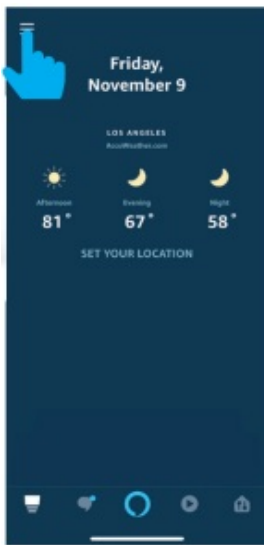 Friday,
November 9
LOS ANGELES
AccuWeather.com
Afternoon Evening Night
81° 67° 58°
SET YOUR LOCATION